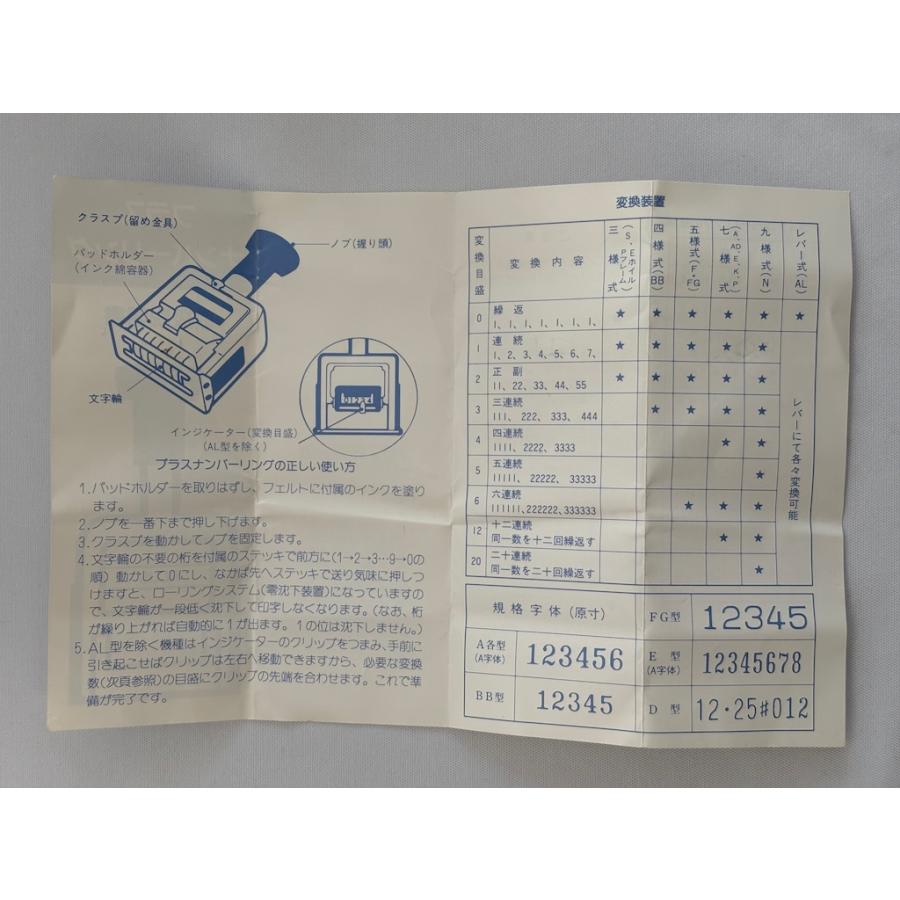 クラスプ(留め金具)
ノブ(握り頭)
パッドホルダー
(インク綿容器)
文字輪
インジケーター(変換目盛)
(AL型を除く)
プラスナンバーリングの正しい使い方
1.パッドホルダーを取りはずし、フェルトに付属のインクを塗り
ます。
2.ノブを一番下まで押し下げます。
3.クラスプを動かしてノブを固定します。
4.文字輪の不要の桁を付属のステッキで前方に(1→2→3…9→0の
順) 動かして0にし、なかば先へステッキで送り気味に押しつ
けますと、ローリングシステム(零沈下装置)になっていますの
で、文字輪が一段低く沈下して印字しなくなります。(なお、桁
が繰り上がれば自動的に1が出ます。1の位は沈下しません。)
5.AL型を除く機種はインジケーターのクリップをつまみ、手前に
引き起こせばクリップは左右へ移動できますから、必要な変換
数(次頁参照)の目盛にクリップの先端を合わせます。これで準
備が完了です。
変換装置
変換目盛 変換内容 三様式(S,Eホイル Pフレーム) 四様式(BB) 五様式(F・FG) 七様式(A,AD,E,K,P) 九様式(N) レバー式(AL)
0 繰返 ★ ★ ★ ★ ★ ★
1、1、1、1、1、1、1、
1 連続 ★ ★ ★ ★ ★
1、2、3、4、5、6、7、
2 正副 ★ ★ ★ ★ ★
11、22、33、44、55
3 三連続 ★ ★ ★ ★
111、222、333、444
4 四連続 ★ ★
1111、2222、3333
5 五連続 ★
11111、22222、33333
6 六連続 ★ ★ ★
111111、222222、333333
12 十二連続 ★ ★
同一数を十二回繰返す
20 二十連続 ★
同一数を二十回繰返す
レバーにて各々変換可能
規格字体(原寸)
FG型 12345
A各型
(A字体) 123456
E型
(A字体) 12345678
BB型 12345
D型 12・25#012